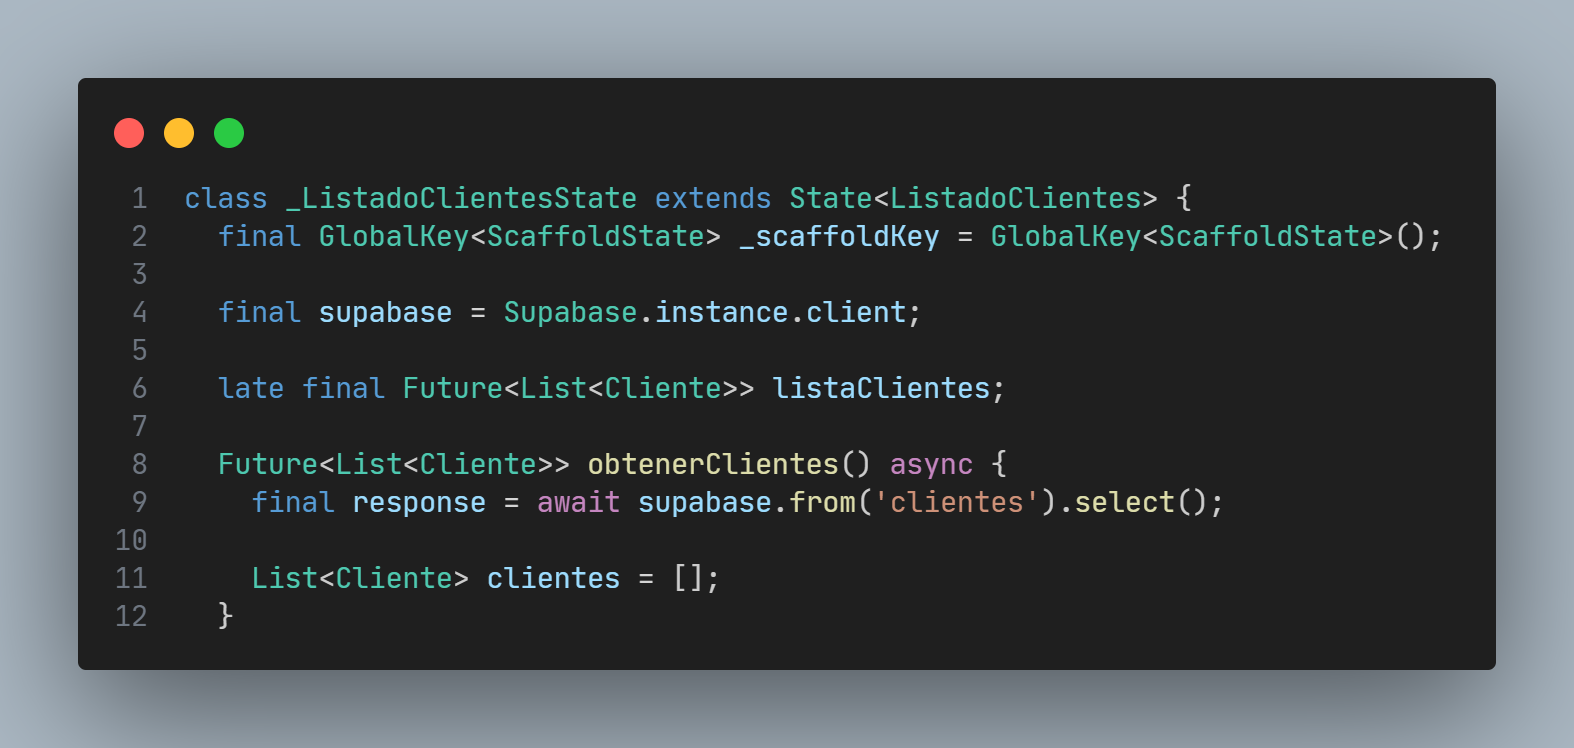 1 class _ListadoClientesState extends State<ListadoClientes> {
2   final GlobalKey<ScaffoldState> _scaffoldKey = GlobalKey<ScaffoldState>();
3
4   final supabase = Supabase.instance.client;
5
6   late final Future<List<Cliente>> listaClientes;
7
8   Future<List<Cliente>> obtenerClientes() async {
9     final response = await supabase.from('clientes').select();
10
11     List<Cliente> clientes = [];
12   }